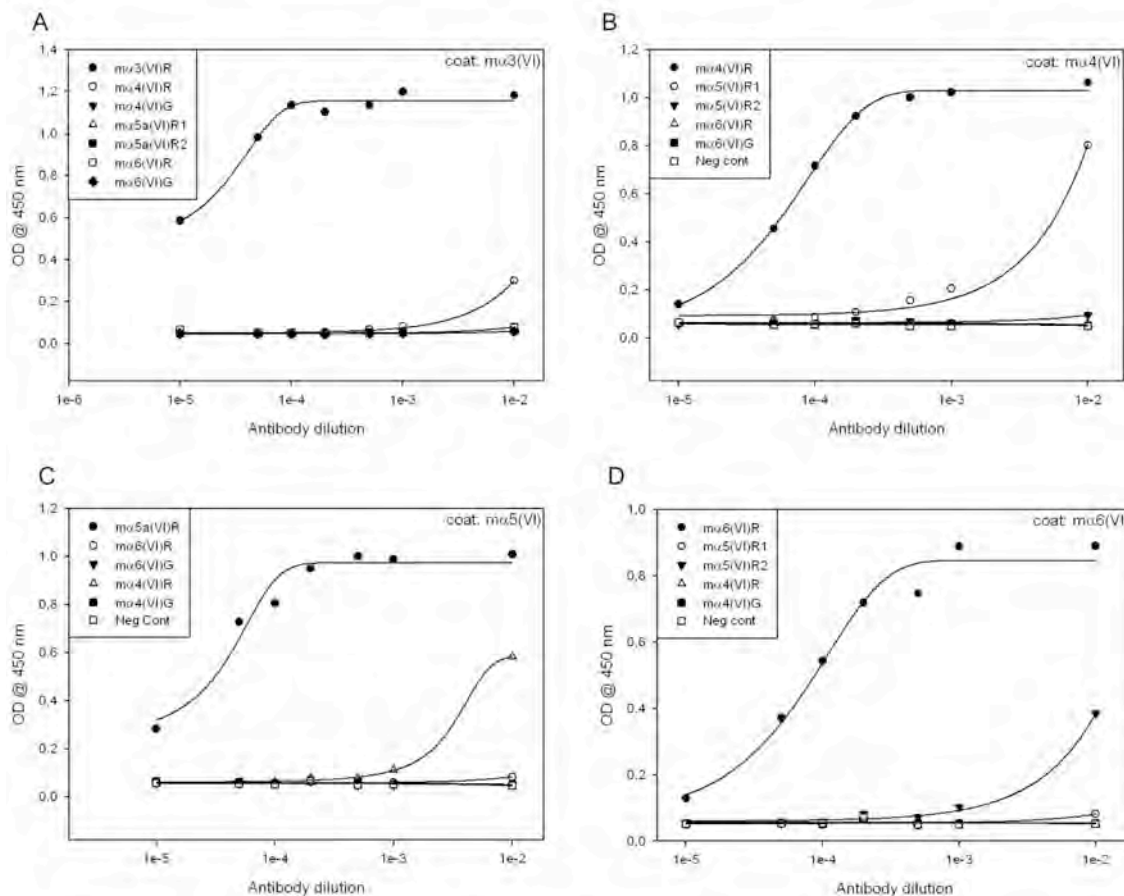 A
coat: mα3(VI)
mα3(VI)R
mα4(VI)R
mα4(VI)G
mα5a(VI)R1
mα5a(VI)R2
mα6(VI)R
mα6(VI)G
OD @ 450 nm
1.4
1.2
1.0
0.8
0.6
0.4
0.2
0.0
1e-6 1e-5 1e-4 1e-3 1e-2
Antibody dilution
B
coat: mα4(VI)
mα4(VI)R
mα5(VI)R1
mα5(VI)R2
mα6(VI)R
mα6(VI)G
Neg cont
OD @ 450 nm
1.2
1.0
0.8
0.6
0.4
0.2
0.0
1e-5 1e-4 1e-3 1e-2
Antibody dilution
C
coat: mα5(VI)
mα5a(VI)R
mα6(VI)R
mα6(VI)G
mα4(VI)R
mα4(VI)G
Neg Cont
OD @ 450 nm
1.2
1.0
0.8
0.6
0.4
0.2
0.0
1e-5 1e-4 1e-3 1e-2
Antibody dilution
D
coat: mα6(VI)
mα6(VI)R
mα5(VI)R1
mα5(VI)R2
mα4(VI)R
mα4(VI)G
Neg cont
OD @ 450 nm
1.0
0.8
0.6
0.4
0.2
0.0
1e-5 1e-4 1e-3 1e-2
Antibody dilution